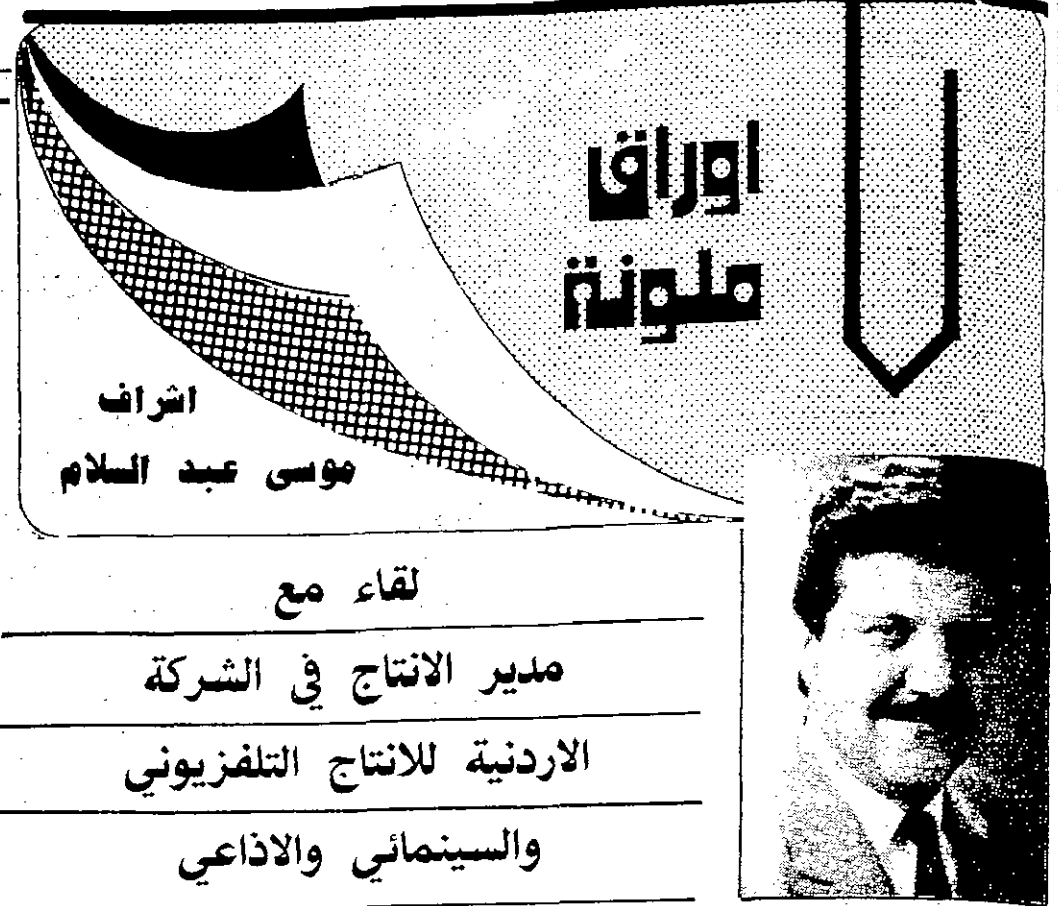 اوراق
ملونة
اشراف
موسى عبد السلام
لقاء مع
مدير الانتاج في الشركة
الاردنية للانتاج التلفزيوني
والسينمائي والاذاعي